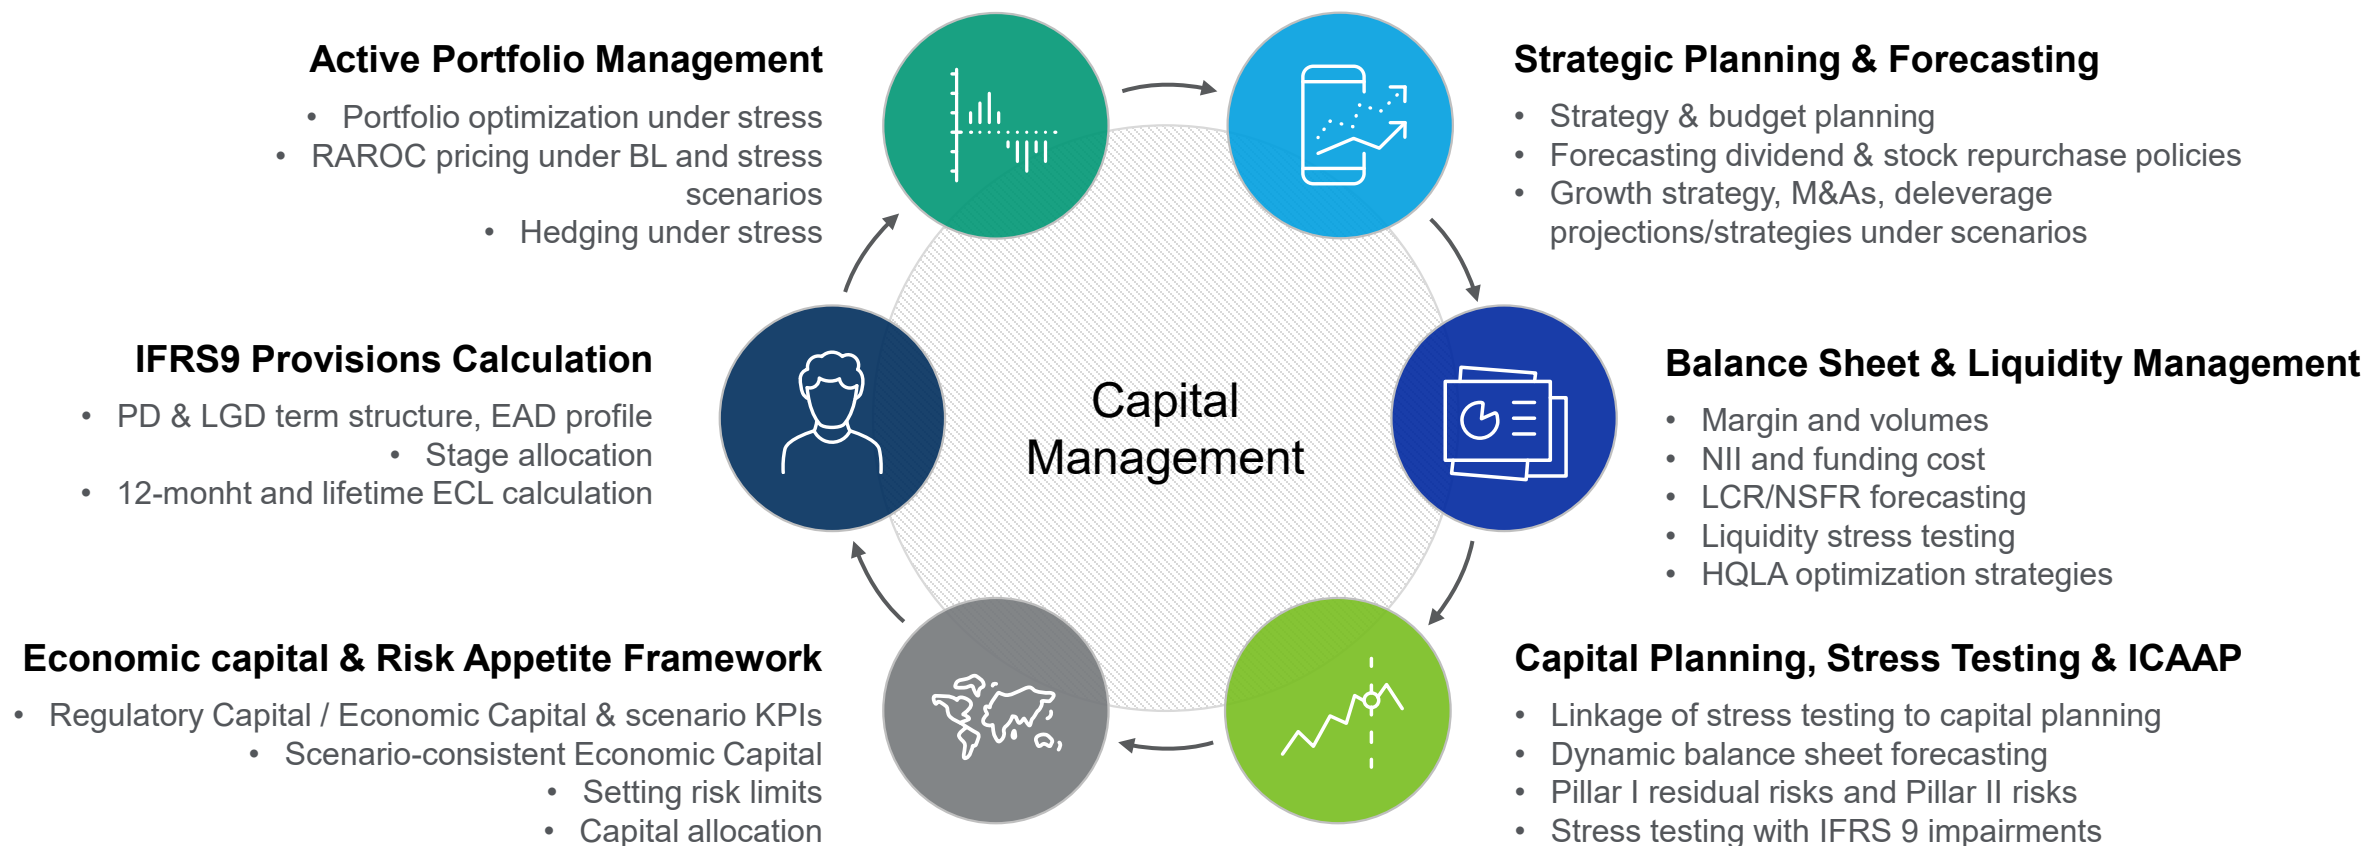 Active Portfolio Management
• Portfolio optimization under stress
• RAROC pricing under BL and stress
scenarios
• Hedging under stress
Strategic Planning & Forecasting
• Strategy & budget planning
• Forecasting dividend & stock repurchase policies
• Growth strategy, M&As, deleverage
projections/strategies under scenarios
IFRS9 Provisions Calculation
• PD & LGD term structure, EAD profile
• Stage allocation
• 12-monht and lifetime ECL calculation
Capital
Management
Balance Sheet & Liquidity Management
• Margin and volumes
• NII and funding cost
• LCR/NSFR forecasting
• Liquidity stress testing
• HQLA optimization strategies
Economic capital & Risk Appetite Framework
• Regulatory Capital / Economic Capital & scenario KPIs
• Scenario-consistent Economic Capital
• Setting risk limits
• Capital allocation
Capital Planning, Stress Testing & ICAAP
• Linkage of stress testing to capital planning
• Dynamic balance sheet forecasting
• Pillar I residual risks and Pillar II risks
• Stress testing with IFRS 9 impairments